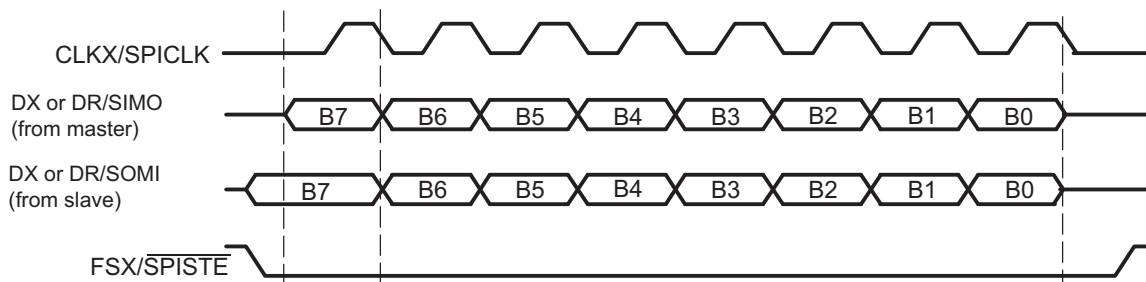 CLKX/SPICLK
DX or DR/SIMO
(from master)
B7 B6 B5 B4 B3 B2 B1 B0
DX or DR/SOMI
(from slave)
B7 B6 B5 B4 B3 B2 B1 B0
FSX/SPISTE